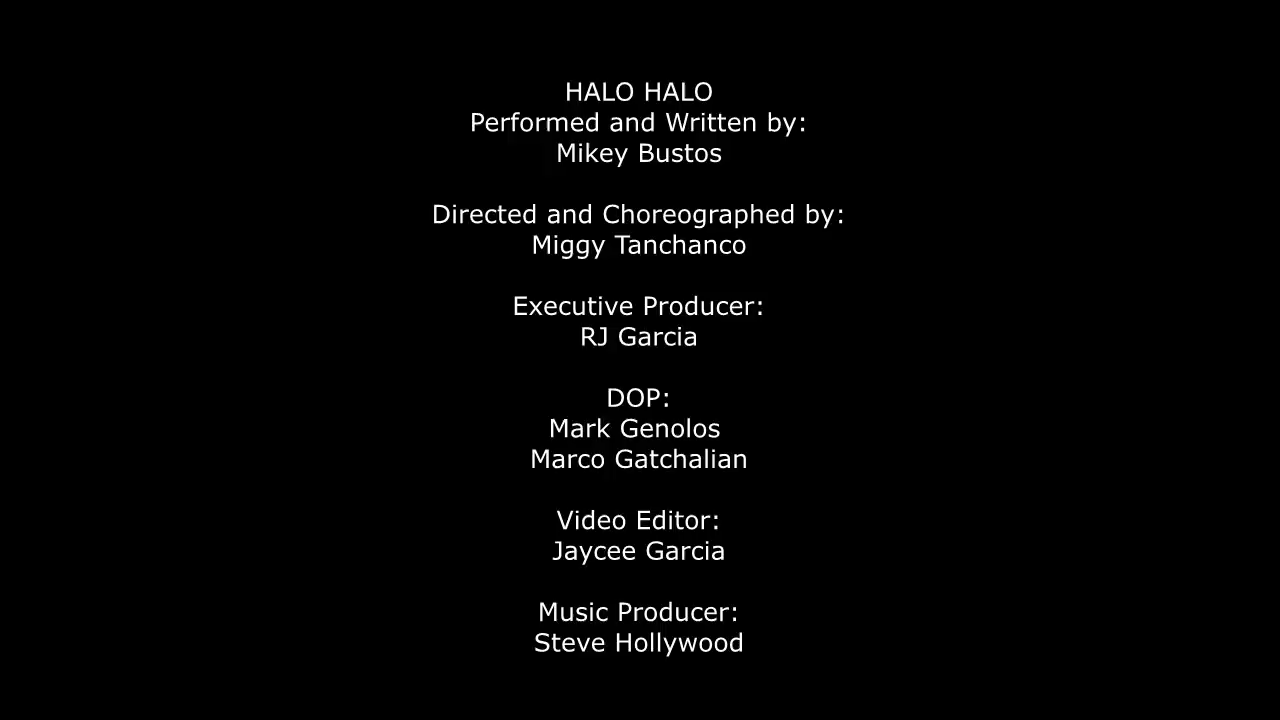 HALO HALO
Performed and Written by:
Mikey Bustos
Directed and Choreographed by:
Miggy Tanchanco
Executive Producer:
RJ Garcia
DOP:
Mark Genolos
Marco Gatchalian
Video Editor:
Jaycee Garcia
Music Producer:
Steve Hollywood